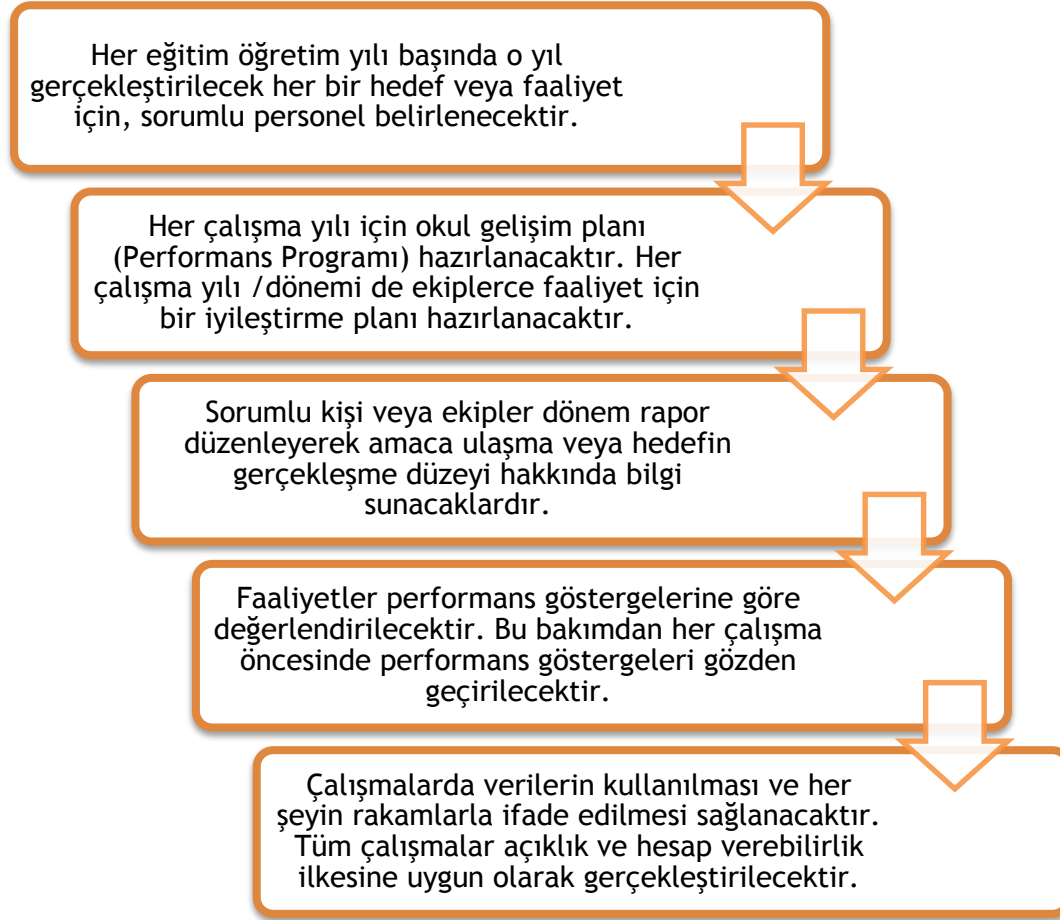 Her eğitim öğretim yılı başında o yıl
gerçekleştirilecek her bir hedef veya faaliyet
için, sorumlu personel belirlenecektir.
Her çalışma yılı için okul gelişim planı
(Performans Programı) hazırlanacaktır. Her
çalışma yılı /dönemi de ekiplerce faaliyet için
bir iyileştirme planı hazırlanacaktır.
Sorumlu kişi veya ekipler dönem rapor
düzenleyerek amaca ulaşma veya hedefin
gerçekleşme düzeyi hakkında bilgi
sunacaklardır.
Faaliyetler performans göstergelerine göre
değerlendirilecektir. Bu bakımdan her çalışma
öncesinde performans göstergeleri gözden
geçirilecektir.
Çalışmalarda verilerin kullanılması ve her
şeyin rakamlarla ifade edilmesi sağlanacaktır.
Tüm çalışmalar açıklık ve hesap verebilirlik
ilkesine uygun olarak gerçekleştirilecektir.